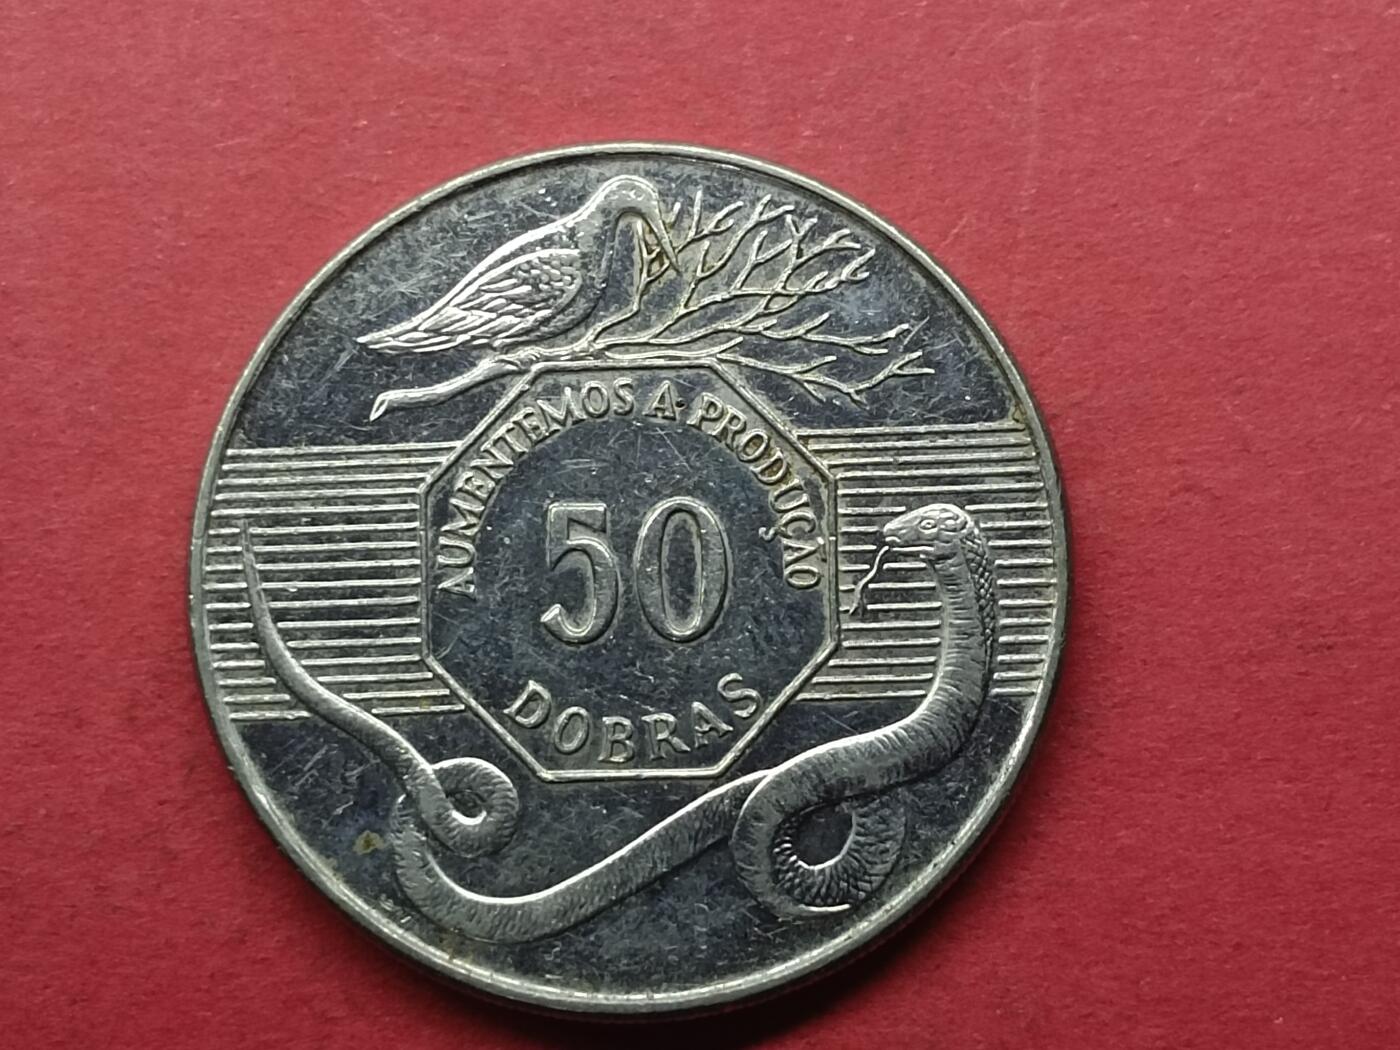 AUMENTEMOS A PRODUÇÃO
50
DOBRAS